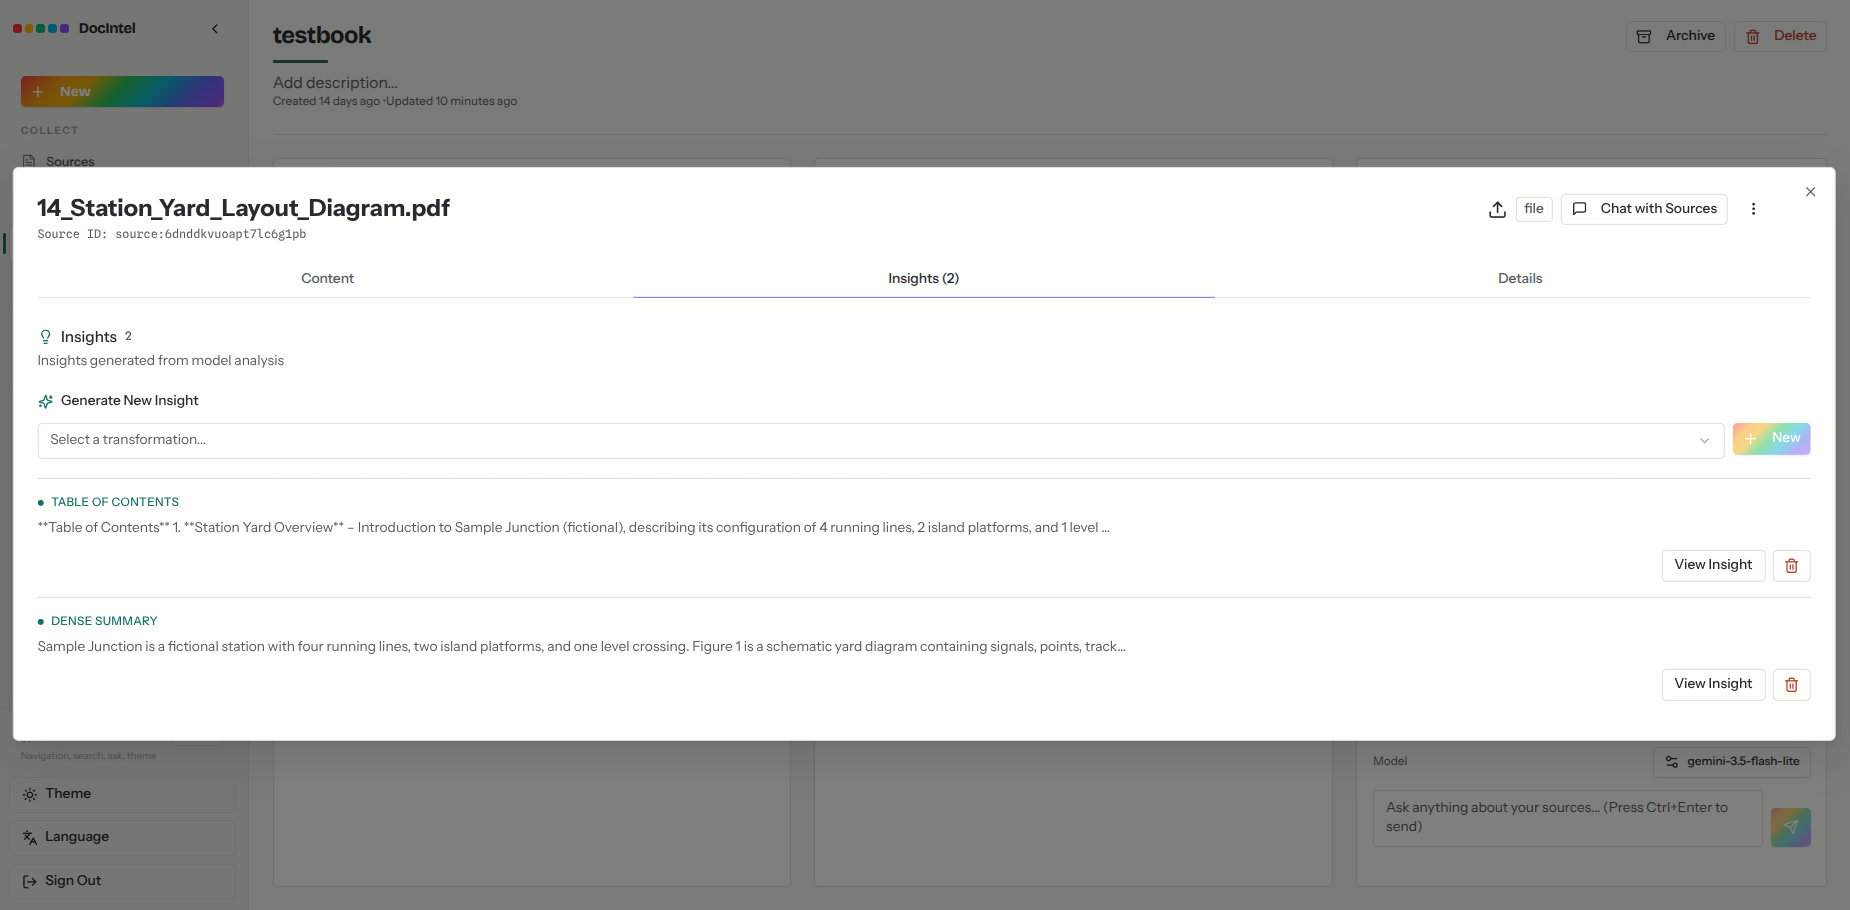 DocIntel
New
COLLECT
Sources
testbook
Add description...
Created 14 days ago ·Updated 10 minutes ago
Archive
Delete
14_Station_Yard_Layout_Diagram.pdf
Source ID: source:6dnddkvuoapt7lc6g1pb
file
Chat with Sources
Content
Insights (2)
Details
Insights 2
Insights generated from model analysis
Generate New Insight
Select a transformation...
New
TABLE OF CONTENTS
**Table of Contents** 1. **Station Yard Overview** – Introduction to Sample Junction (fictional), describing its configuration of 4 running lines, 2 island platforms, and 1 level ...
View Insight
DENSE SUMMARY
Sample Junction is a fictional station with four running lines, two island platforms, and one level crossing. Figure 1 is a schematic yard diagram containing signals, points, track...
View Insight
Navigation, search, ask, theme
Theme
Language
Sign Out
Model
gemini-3.5-flash-lite
Ask anything about your sources... (Press Ctrl+Enter to
send)